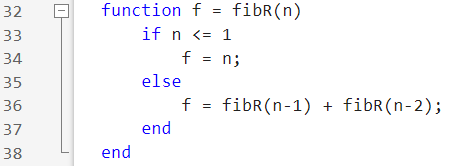 32 function f = fibR(n)
33 if n <= 1
34 f = n;
35 else
36 f = fibR(n-1) + fibR(n-2);
37 end
38 end